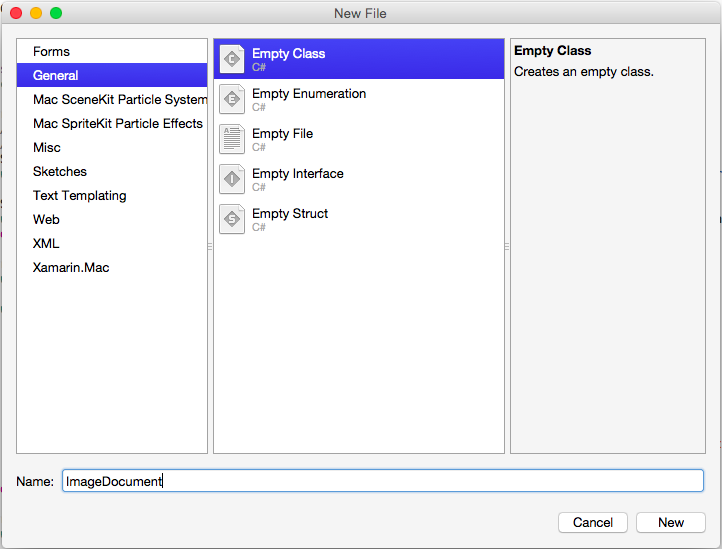 New File
Forms
General
Mac SceneKit Particle System
Mac SpriteKit Particle Effects
Misc
Sketches
Text Templating
Web
XML
Xamarin.Mac
Empty Class
C#
Empty Enumeration
C#
Empty File
C#
Empty Interface
C#
Empty Struct
C#
Empty Class
Creates an empty class.
Name: ImageDocument
Cancel New